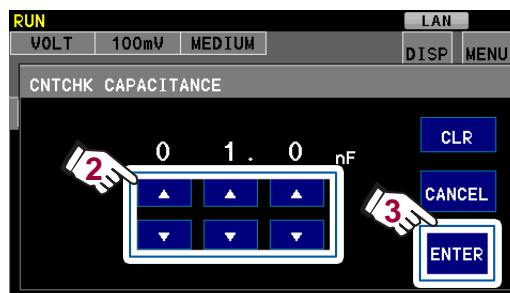 RUN LAN
VOLT 100mV MEDIUM DISP MENU
CNTCHK CAPACITANCE
0 1. 0 nF
CLR
2
CANCEL
3
ENTER